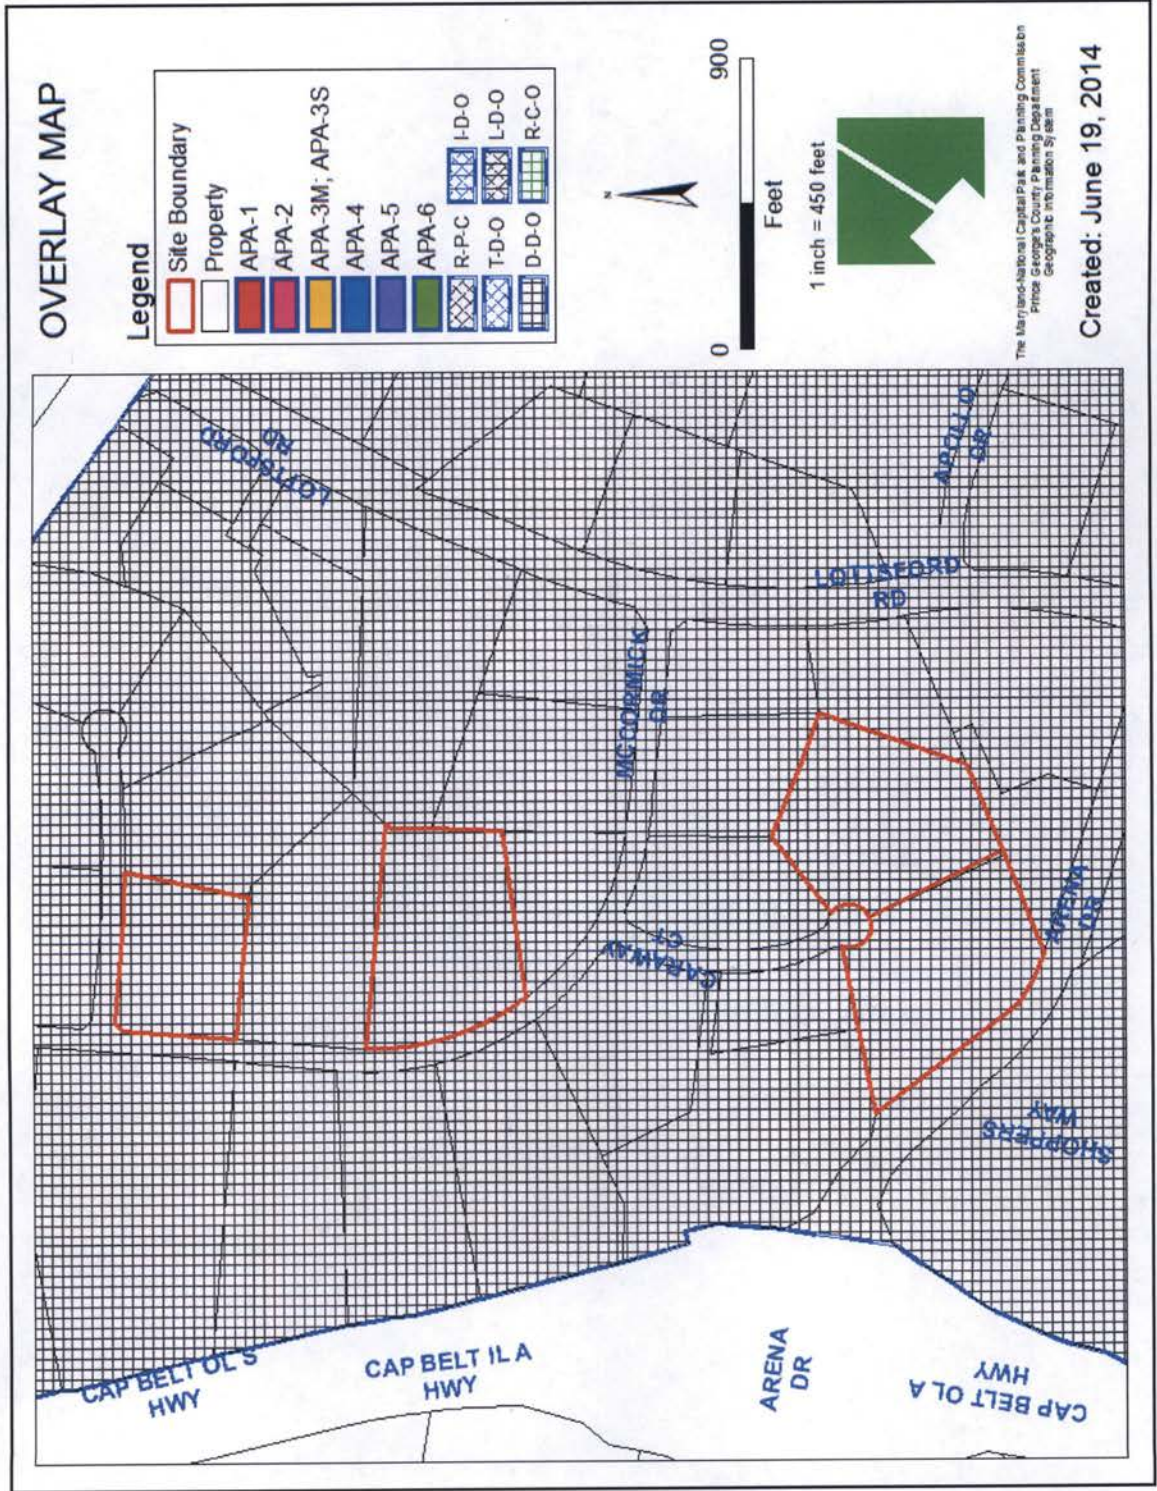 OVERLAY MAP
Legend
Site Boundary
Property
APA-1
APA-2
APA-3M; APA-3S
APA-4
APA-5
APA-6
R-P-C
I-D-O
T-D-O
L-D-O
D-D-O
R-C-O
N
0
900
Feet
1 inch = 450 feet
The Maryland-National Capital Park and Planning Commission
Prince George's County Planning Department
Geographic Information System
Created: June 19, 2014
LOTTSFORD
RD
MCCORMICK
DR
LOTTSFORD
RD
APOLLO
DR
CARAWAY
CT
ARENA
DR
SHOPPERS
WAY
CAP BELT OL S
HWY
CAP BELT IL A
HWY
ARENA
DR
CAP BELT OL A
HWY